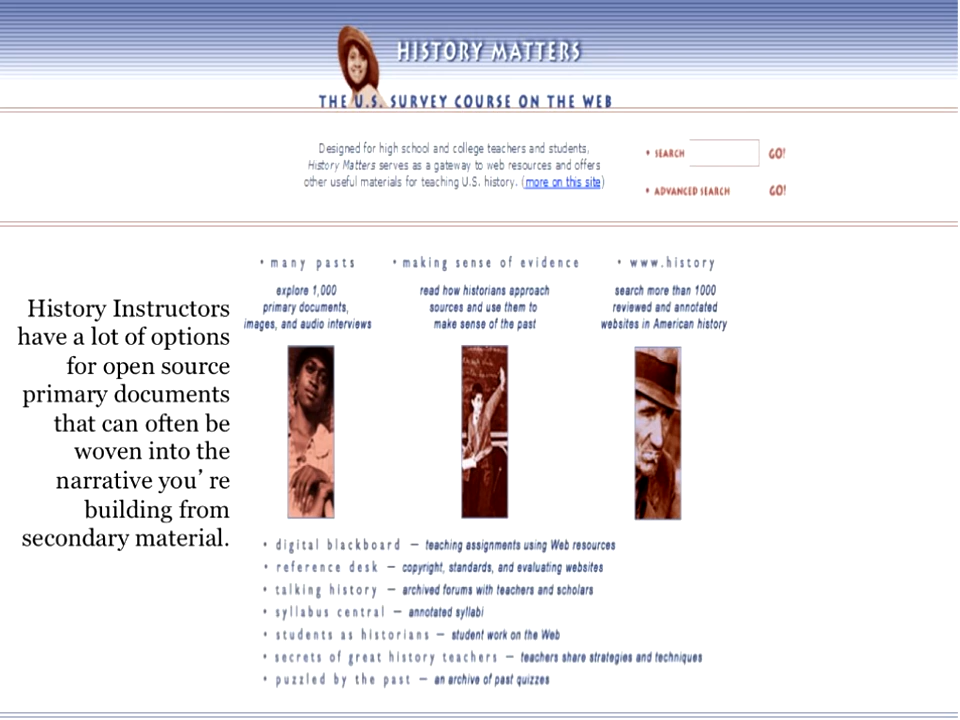 HISTORY MATTERS
THE U.S. SURVEY COURSE ON THE WEB
Designed for high school and college teachers and students,
History Matters serves as a gateway to web resources and offers
other useful materials for teaching U.S. history. (more on this site)
• SEARCH GO!
• ADVANCED SEARCH GO!
• many pasts
explore 1,000
primary documents,
images, and audio interviews
• making sense of evidence
read how historians approach
sources and use them to
make sense of the past
• www.history
search more than 1000
reviewed and annotated
websites in American history
History Instructors
have a lot of options
for open source
primary documents
that can often be
woven into the
narrative you’ re
building from
secondary material.
• digital blackboard – teaching assignments using Web resources
• reference desk – copyright, standards, and evaluating websites
• talking history – archived forums with teachers and scholars
• syllabus central – annotated syllabi
• students as historians – student work on the Web
• secrets of great history teachers – teachers share strategies and techniques
• puzzled by the past – an archive of past quizzes